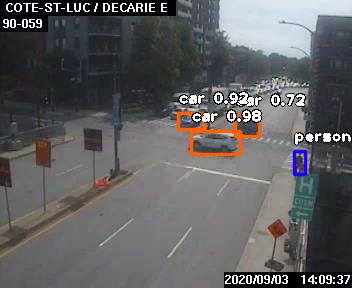 COTE-ST-LUC / DECARIE E
90-059
car 0.92
car 0.72
car 0.98
person
H
CUSM
2020/09/03 14:09:37